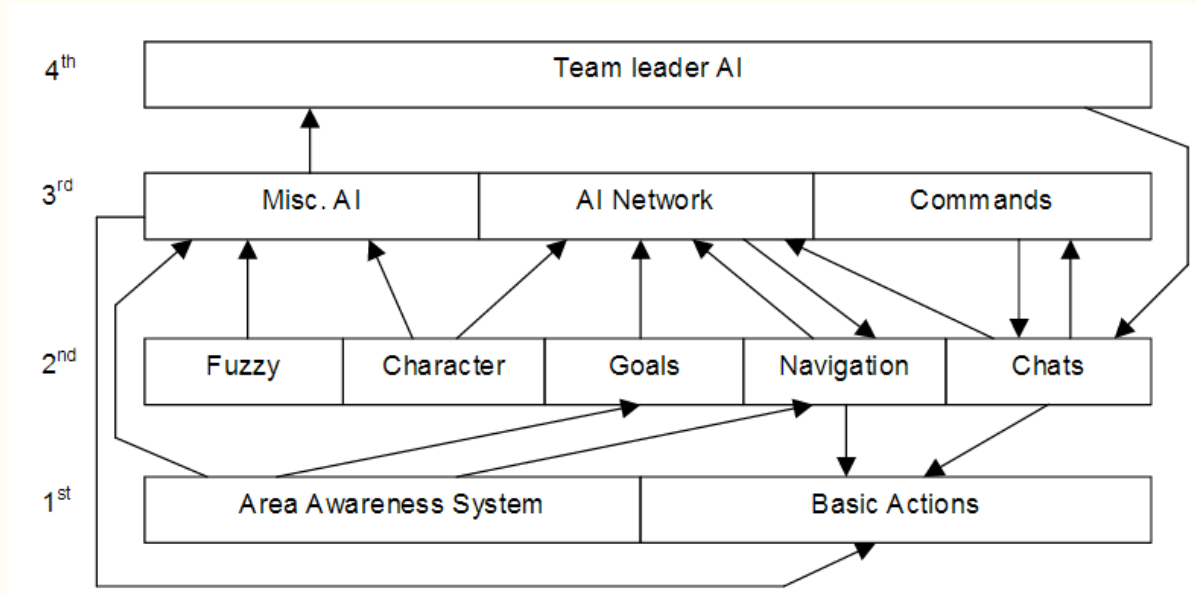 4th
Team leader AI
3rd
Misc. AI
AI Network
Commands
2nd
Fuzzy
Character
Goals
Navigation
Chats
1st
Area Awareness System
Basic Actions